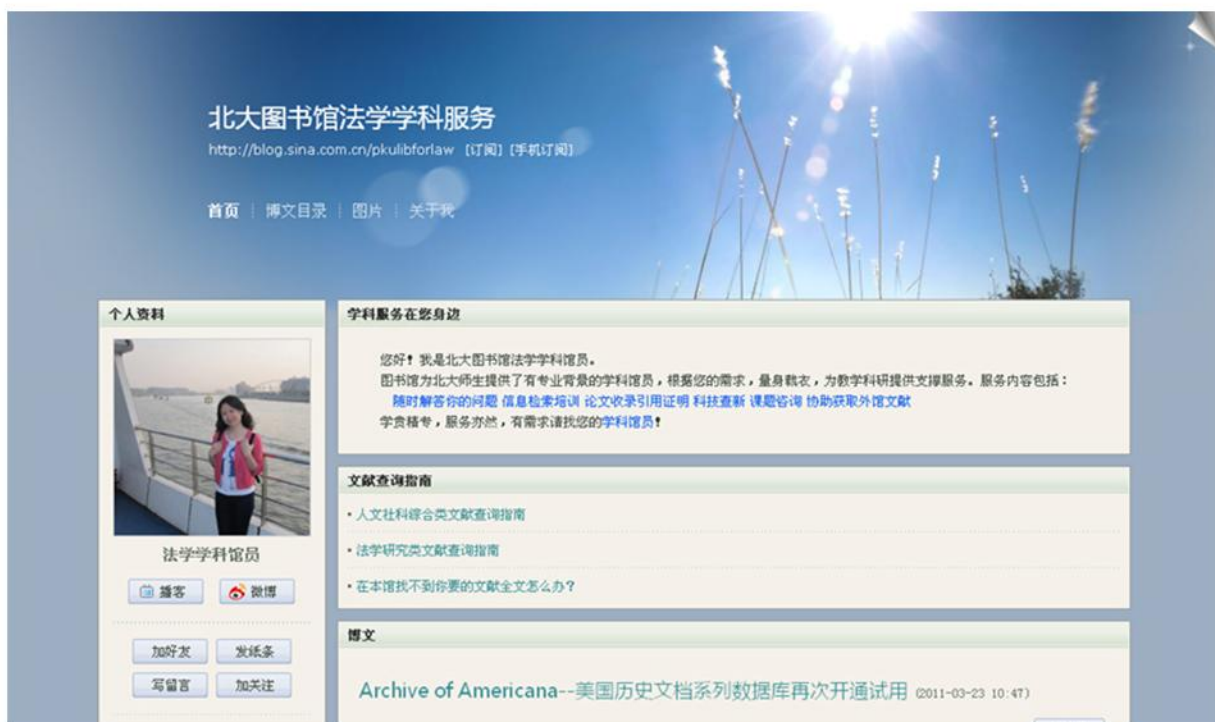 北大图书馆法学学科服务
http://blog.sina.com.cn/pkulibforlaw [订阅] [手机订阅]
首页 博文目录 图片 关于我
个人资料
法学学科馆员
播客 微博
加好友 发纸条
写留言 加关注
学科服务在您身边
您好！我是北大图书馆法学学科馆员。
图书馆为北大师生提供了有专业背景的学科馆员，根据您的需求，量身裁衣，为教学科研提供支撑服务。服务内容包括：
随时解答你的问题 信息检索培训 论文收录引用证明 科技查新 课题咨询 协助获取外馆文献
学贵精专，服务亦然，有需求请找您的学科馆员！
文献查询指南
• 人文社科综合类文献查询指南
• 法学研究类文献查询指南
• 在本馆找不到你要的文献全文怎么办？
博文
Archive of Americana--美国历史文档系列数据库再次开通试用 (2011-03-23 10:47)